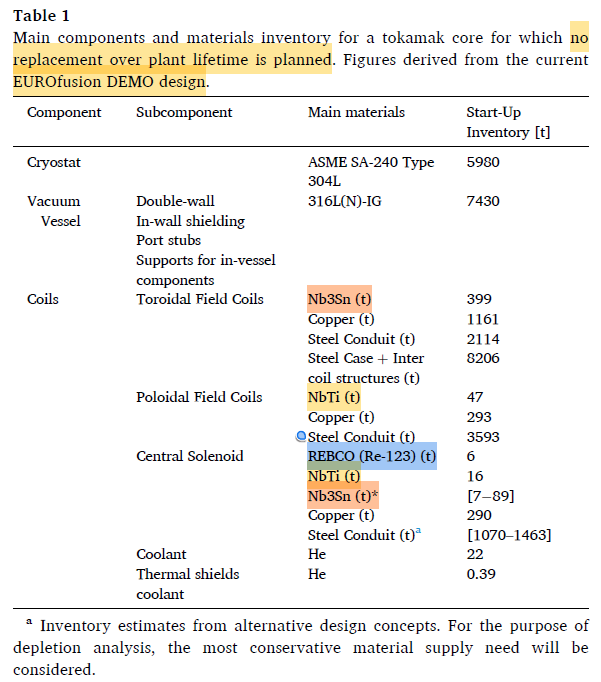 Table 1
Main components and materials inventory for a tokamak core for which no
replacement over plant lifetime is planned. Figures derived from the current
EUROfusion DEMO design.
Component Subcomponent Main materials Start-Up
Inventory [t]
Cryostat ASME SA-240 Type 5980
304L
Vacuum Double-wall 316L(N)-IG 7430
Vessel In-wall shielding
Port stubs
Supports for in-vessel
components
Coils Toroidal Field Coils Nb3Sn (t) 399
Copper (t) 1161
Steel Conduit (t) 2114
Steel Case + Inter 8206
coil structures (t)
Poloidal Field Coils NbTi (t) 47
Copper (t) 293
Steel Conduit (t) 3593
Central Solenoid REBCO (Re-123) (t) 6
NbTi (t) 16
Nb3Sn (t)* [7−89]
Copper (t) 290
Steel Conduit (t)a [1070–1463]
Coolant He 22
Thermal shields He 0.39
coolant
a Inventory estimates from alternative design concepts. For the purpose of
depletion analysis, the most conservative material supply need will be
considered.